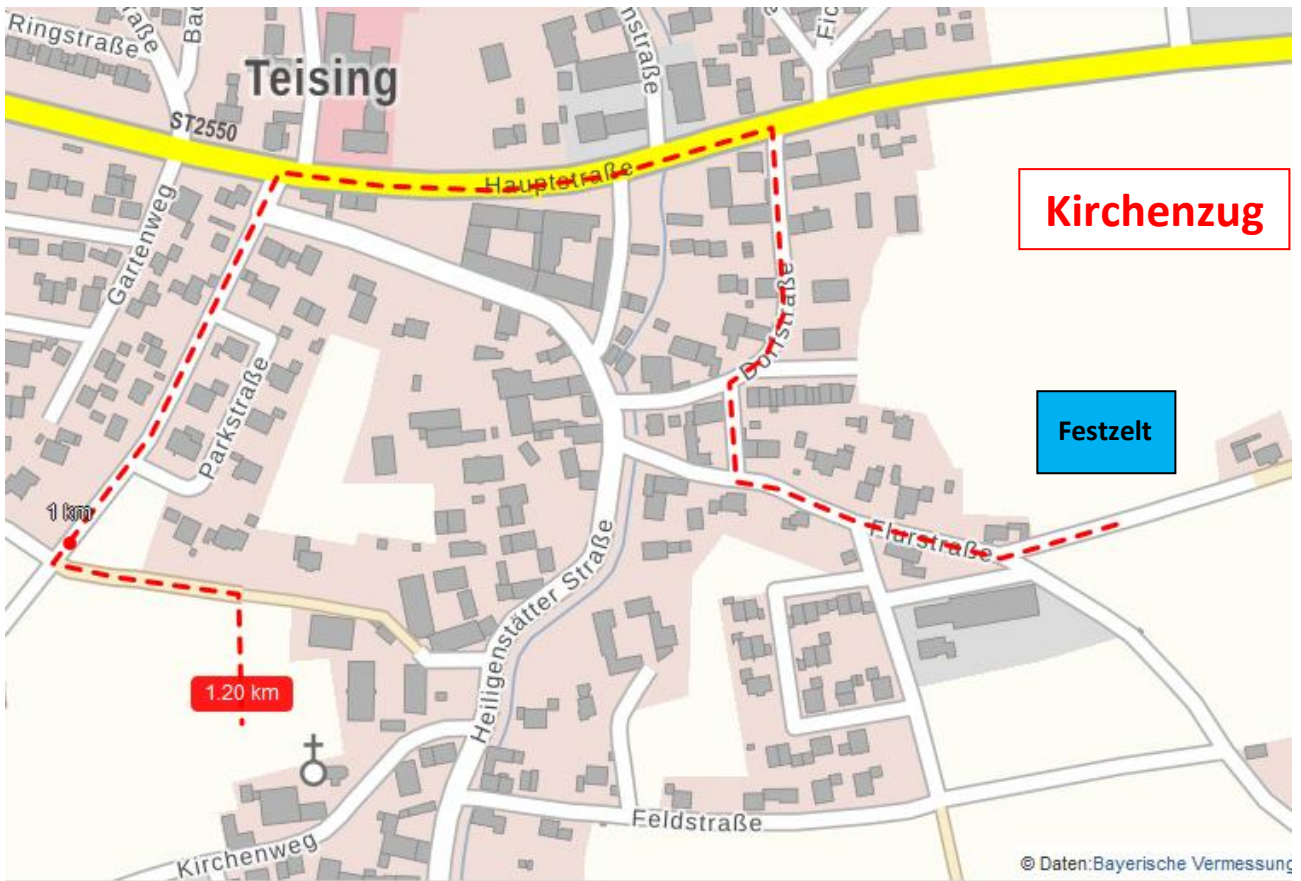 Ringstraße
Teising
ST2550
Hauptstraße
Kirchenzug
Gartenweg
Dorfstraße
Parkstraße
Festzelt
1 km
Flurstraße
Heiligenstätter Straße
1.20 km
Feldstraße
Kirchenweg
© Daten:Bayerische Vermessung